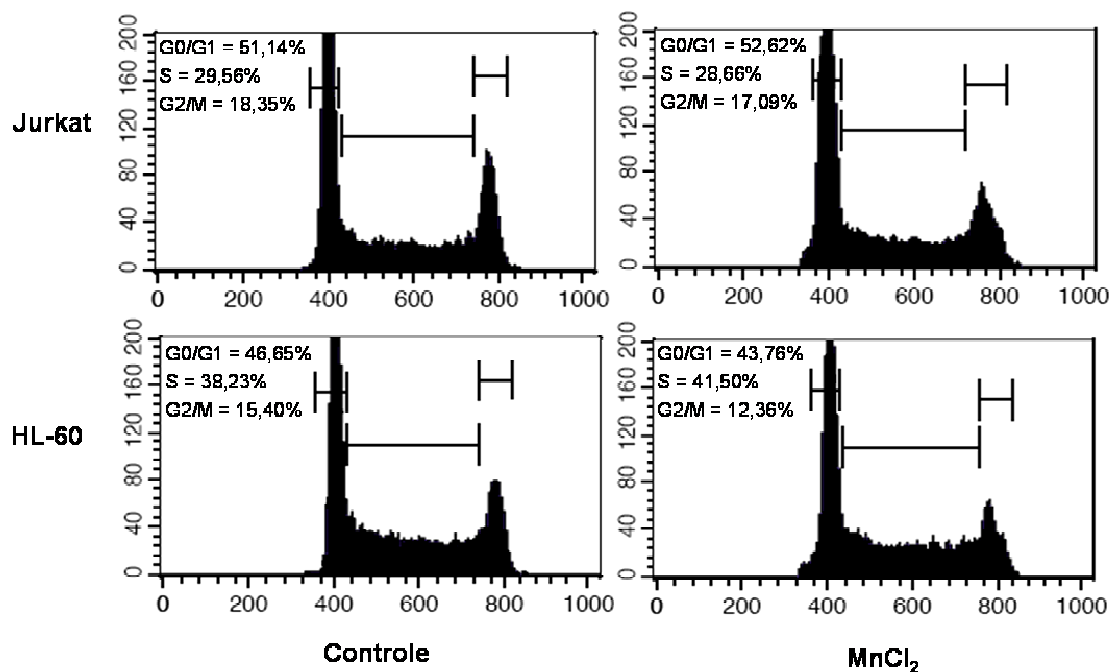 Jurkat
G0/G1 = 51,14%
S = 29,56%
G2/M = 18,35%
200
160
120
80
40
0
0 200 400 600 800 1000
G0/G1 = 52,62%
S = 28,66%
G2/M = 17,09%
200
160
120
80
40
0
0 200 400 600 800 1000
HL-60
G0/G1 = 46,65%
S = 38,23%
G2/M = 15,40%
200
160
120
80
40
0
0 200 400 600 800 1000
G0/G1 = 43,76%
S = 41,50%
G2/M = 12,36%
200
160
120
80
40
0
0 200 400 600 800 1000
Controle
MnCl₂